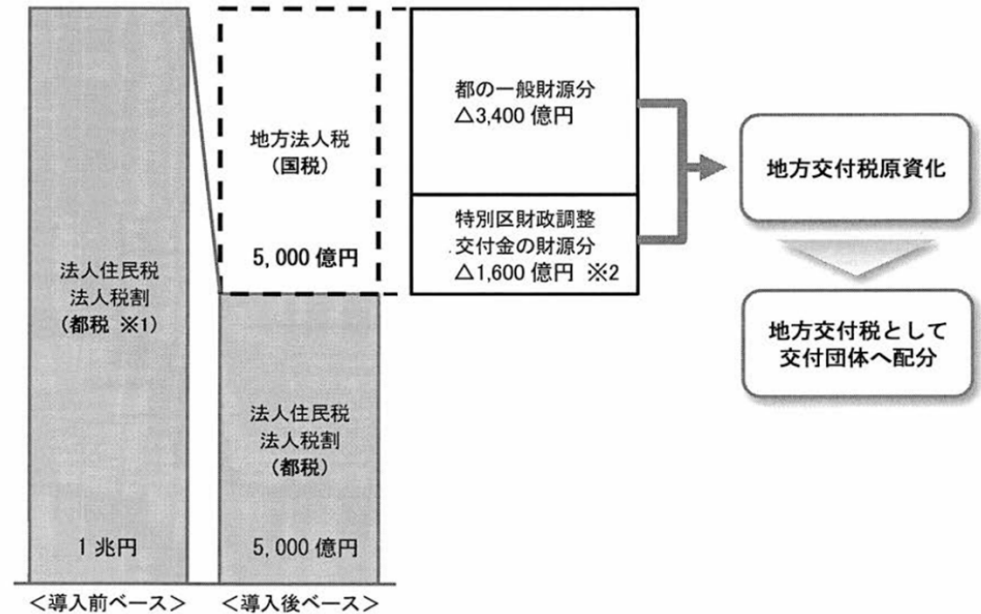 法人住民税
法人税割
(都税 ※1)
1 兆円
<導入前ベース>
地方法人税
(国税)
5,000 億円
法人住民税
法人税割
(都税)
5,000 億円
<導入後ベース>
都の一般財源分
△3,400 億円
特別区財政調整
交付金の財源分
△1,600 億円 ※2
地方交付税原資化
地方交付税として
交付団体へ配分